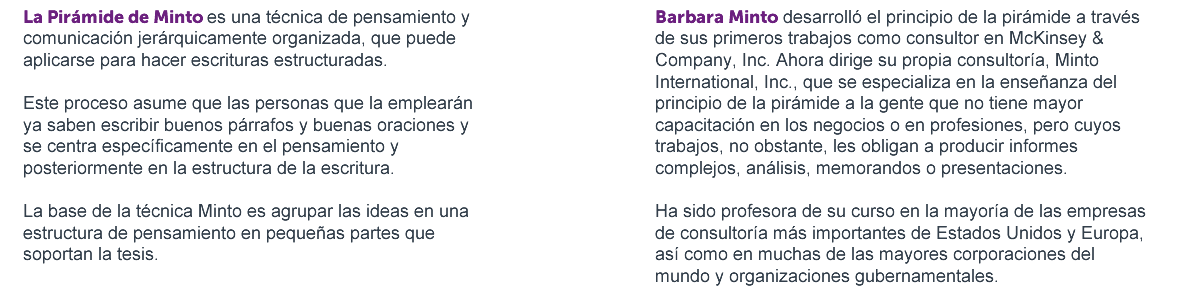 La Pirámide de Minto es una técnica de pensamiento y
comunicación jerárquicamente organizada, que puede
aplicarse para hacer escrituras estructuradas.
Este proceso asume que las personas que la emplearán
ya saben escribir buenos párrafos y buenas oraciones y
se centra específicamente en el pensamiento y
posteriormente en la estructura de la escritura.
La base de la técnica Minto es agrupar las ideas en una
estructura de pensamiento en pequeñas partes que
soportan la tesis.
Barbara Minto desarrolló el principio de la pirámide a través
de sus primeros trabajos como consultor en McKinsey &
Company, Inc. Ahora dirige su propia consultoría, Minto
International, Inc., que se especializa en la enseñanza del
principio de la pirámide a la gente que no tiene mayor
capacitación en los negocios o en profesiones, pero cuyos
trabajos, no obstante, les obligan a producir informes
complejos, análisis, memorandos o presentaciones.
Ha sido profesora de su curso en la mayoría de las empresas
de consultoría más importantes de Estados Unidos y Europa,
así como en muchas de las mayores corporaciones del
mundo y organizaciones gubernamentales.